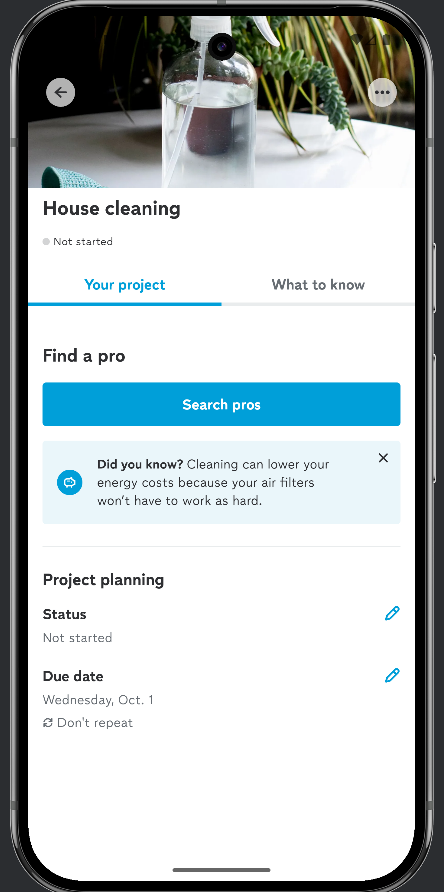 House cleaning
Not started
Your project
What to know
Find a pro
Search pros
Did you know? Cleaning can lower your
energy costs because your air filters
won't have to work as hard.
Project planning
Status
Not started
Due date
Wednesday, Oct. 1
Don't repeat